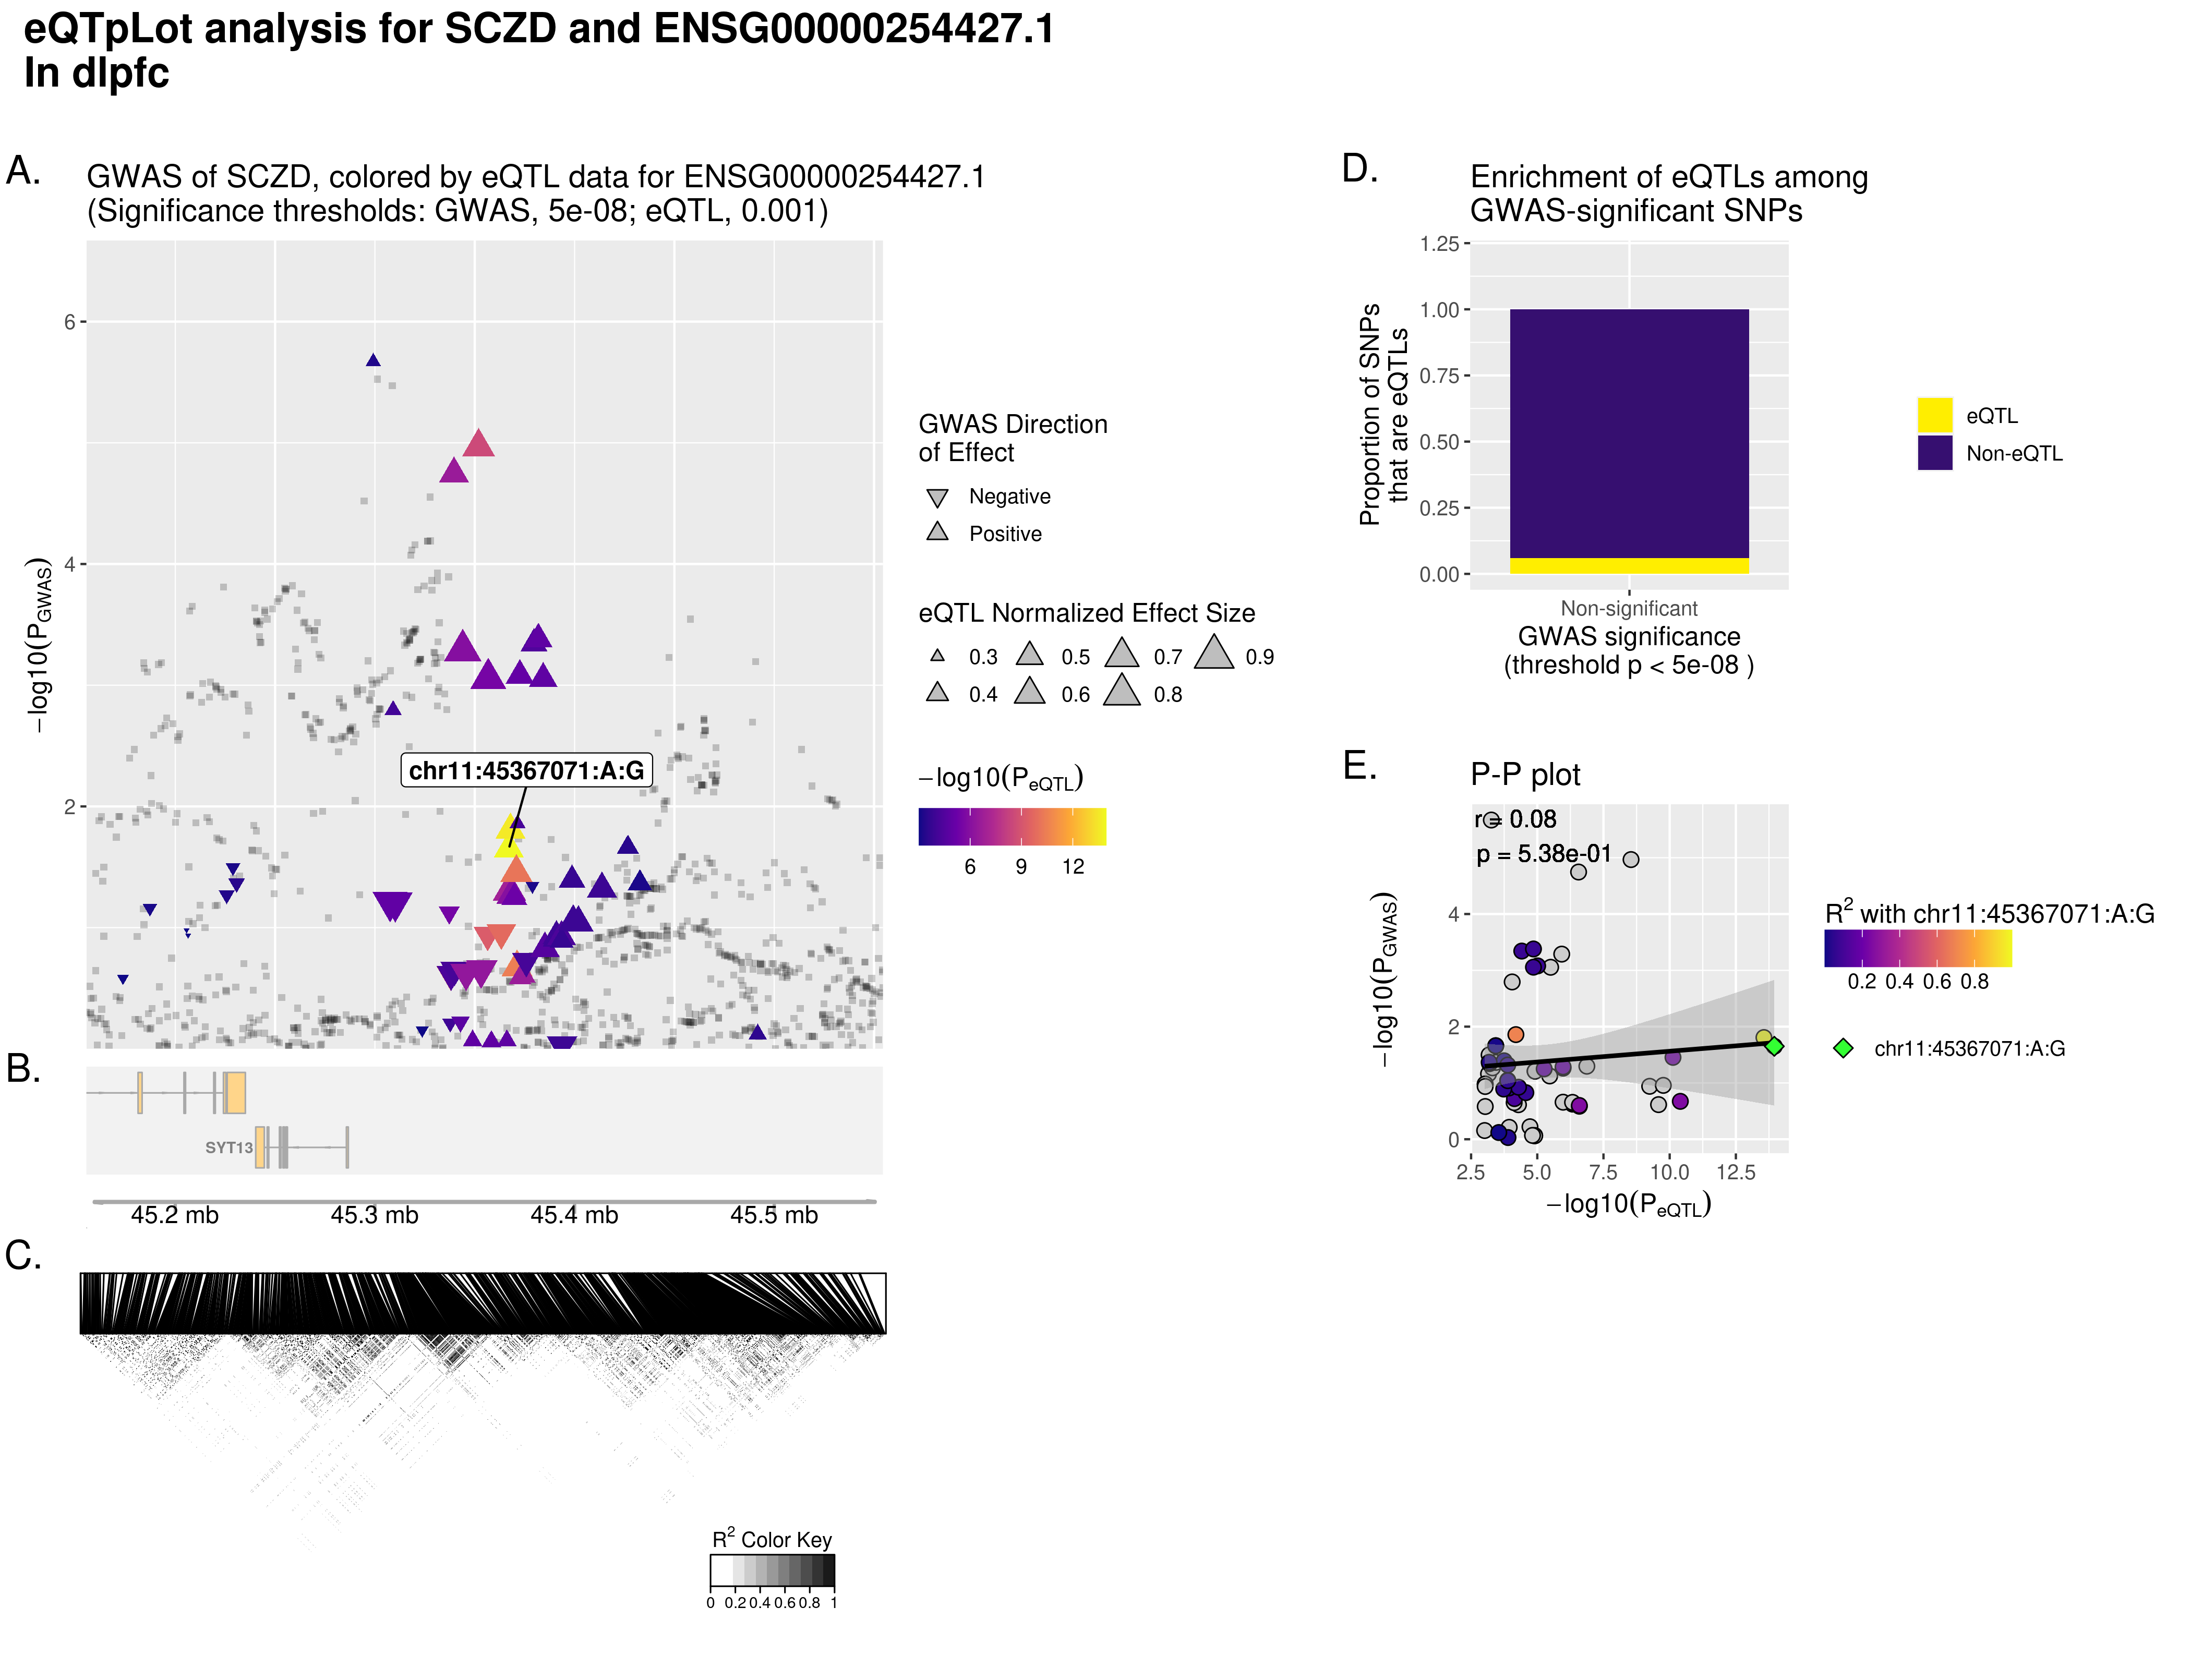 eQTpLot analysis for SCZD and ENSG00000254427.1
In dlpfc
A.
GWAS of SCZD, colored by eQTL data for ENSG00000254427.1
(Significance thresholds: GWAS, 5e-08; eQTL, 0.001)
6
4
2
−log10(PGWAS)
chr11:45367071:A:G
GWAS Direction
of Effect
Negative
Positive
eQTL Normalized Effect Size
0.3 0.5 0.7 0.9
0.4 0.6 0.8
−log10(PeQTL)
6 9 12
B.
SYT13
45.2 mb 45.3 mb 45.4 mb 45.5 mb
C.
R2 Color Key
0 0.2 0.4 0.6 0.8 1
D.
Enrichment of eQTLs among
GWAS-significant SNPs
1.25
1.00
0.75
0.50
0.25
0.00
Proportion of SNPs
that are eQTLs
Non-significant
GWAS significance
(threshold p < 5e-08 )
eQTL
Non-eQTL
E.
P-P plot
r = 0.08
p = 5.38e-01
4
2
0
−log10(PGWAS)
2.5 5.0 7.5 10.0 12.5
−log10(PeQTL)
R2 with chr11:45367071:A:G
0.2 0.4 0.6 0.8
chr11:45367071:A:G